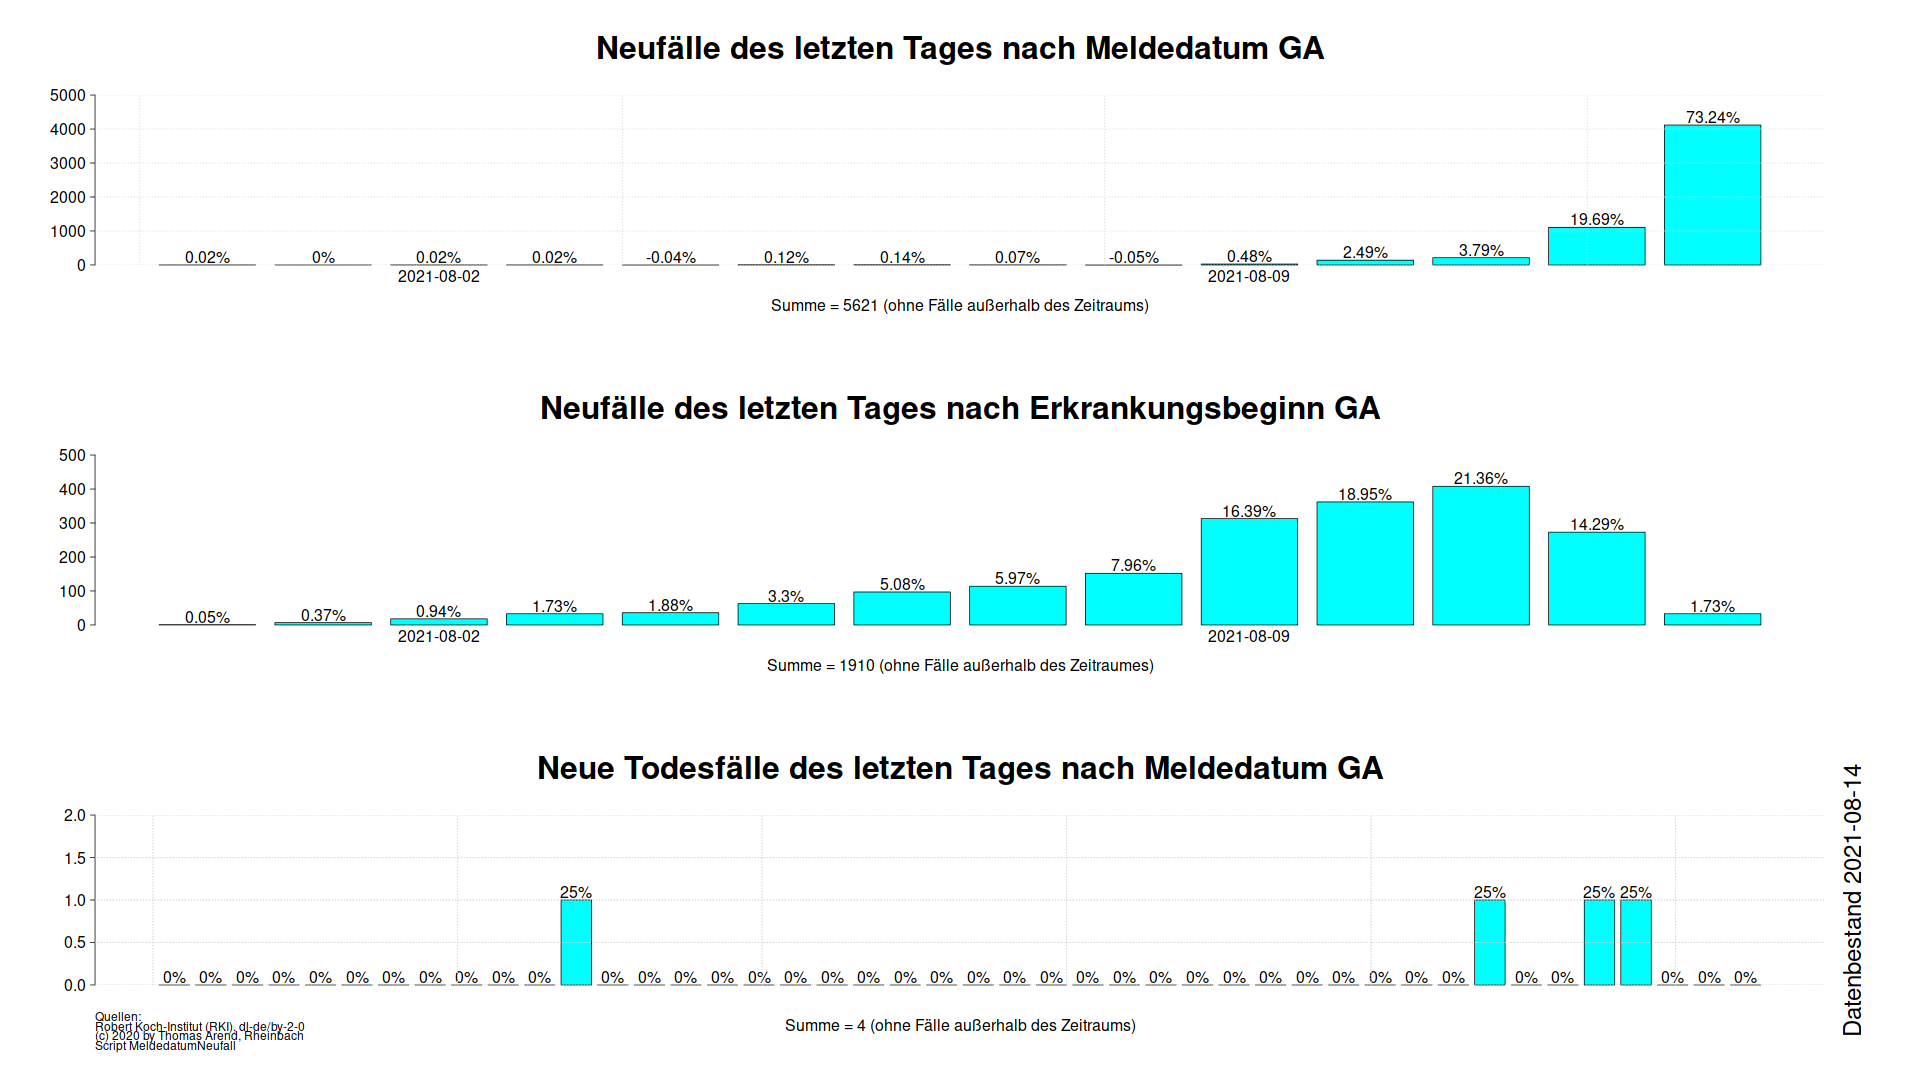 Neufälle des letzten Tages nach Meldedatum GA
5000
4000
3000
2000
1000
0
0.02% 0% 0.02% 0.02% -0.04% 0.12% 0.14% 0.07% -0.05% 0.48% 2.49% 3.79% 19.69% 73.24%
2021-08-02 2021-08-09
Summe = 5621 (ohne Fälle außerhalb des Zeitraums)
Neufälle des letzten Tages nach Erkrankungsbeginn GA
500
400
300
200
100
0
0.05% 0.37% 0.94% 1.73% 1.88% 3.3% 5.08% 5.97% 7.96% 16.39% 18.95% 21.36% 14.29% 1.73%
2021-08-02 2021-08-09
Summe = 1910 (ohne Fälle außerhalb des Zeitraumes)
Neue Todesfälle des letzten Tages nach Meldedatum GA
2.0
1.5
1.0
0.5
0.0
0% 0% 0% 0% 0% 0% 0% 0% 0% 0% 0% 25% 0% 0% 0% 0% 0% 0% 0% 0% 0% 0% 0% 0% 0% 0% 0% 0% 0% 0% 0% 0% 0% 0% 0% 0% 25% 0% 0% 25% 25% 0% 0% 0%
Summe = 4 (ohne Fälle außerhalb des Zeitraums)
Quellen:
Robert Koch-Institut (RKI), dl-de/by-2-0
(c) 2020 by Thomas Arend, Rheinbach
Script MeldedatumNeufall
Datenbestand 2021-08-14